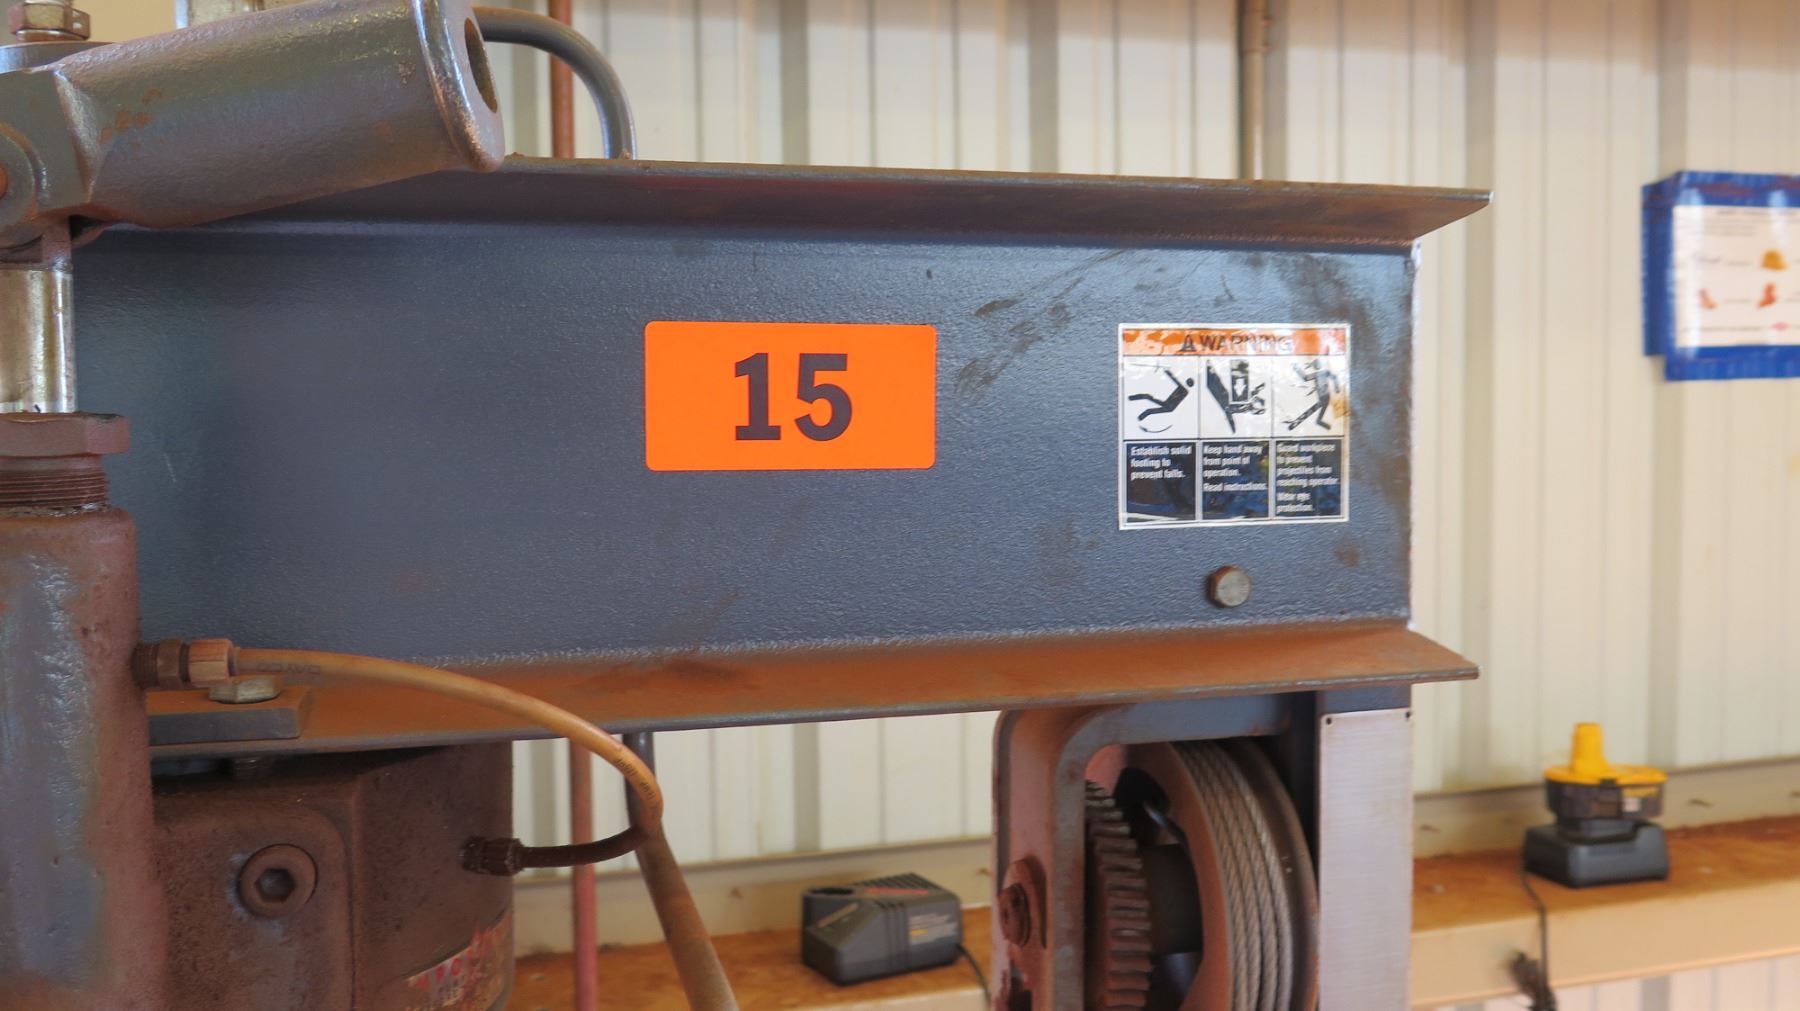 15
WARNING
Establish solid
footing to
prevent falls.
Keep hand away
from point of
operation.
Read instructions.
Guard workpiece
to prevent
projectiles from
reaching operator.
Wear eye
protection.